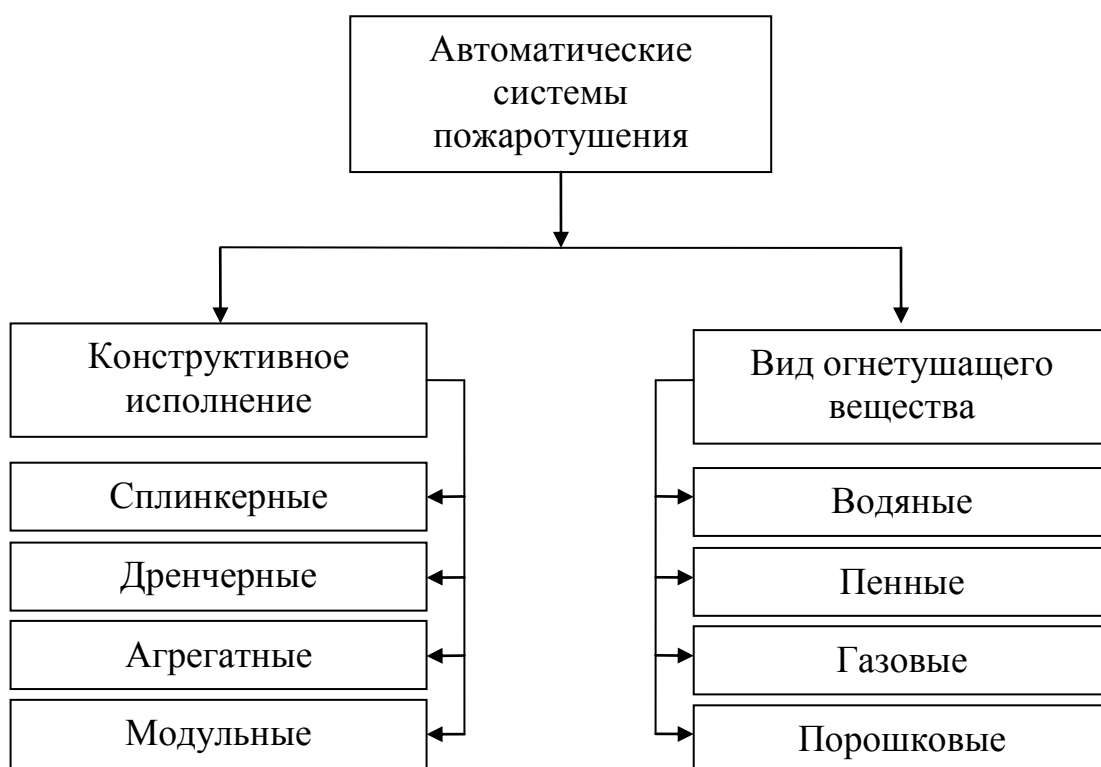 Автоматические
системы
пожаротушения
Конструктивное
исполнение
Сплинкерные
Дренчерные
Агрегатные
Модульные
Вид огнетушащего
вещества
Водяные
Пенные
Газовые
Порошковые